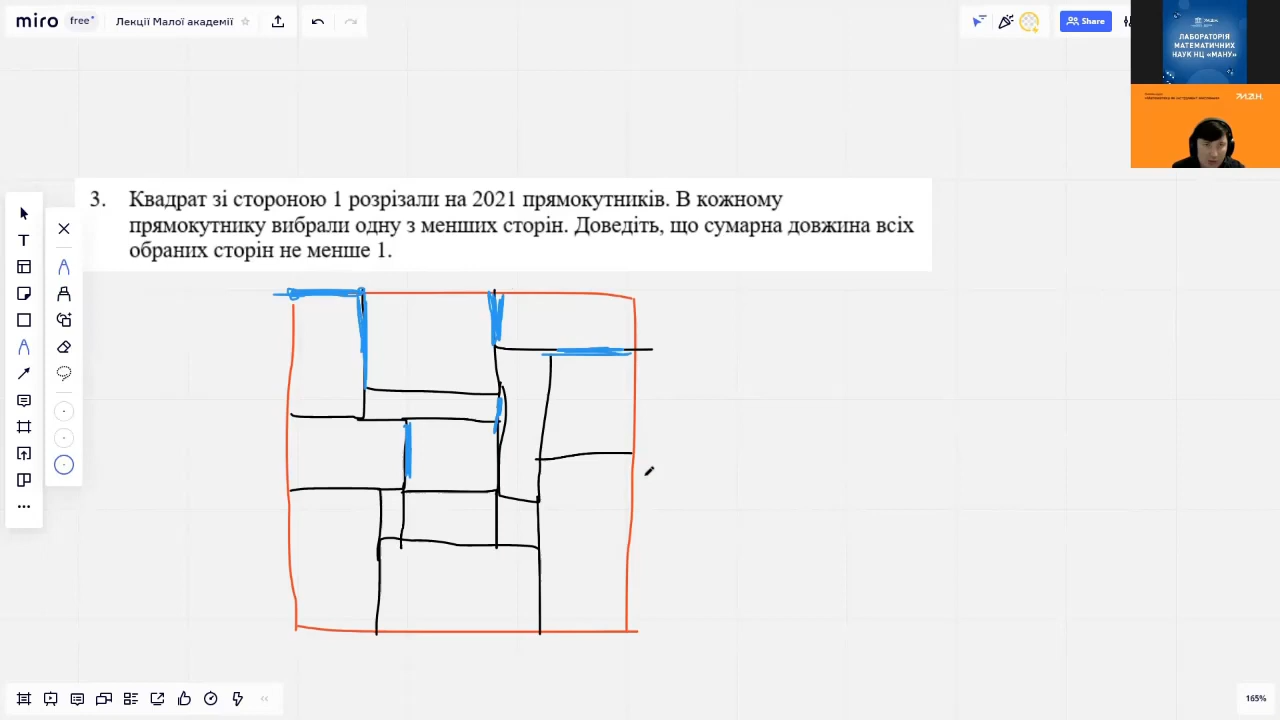 miro free
Лекції Малої академії
Share
ЛАБОРАТОРІЯ
МАТЕМАТИЧНИХ
НАУК НЦ «МАНУ»
3. Квадрат зі стороною 1 розрізали на 2021 прямокутників. В кожному
прямокутнику вибрали одну з менших сторін. Доведіть, що сумарна довжина всіх
обраних сторін не менше 1.
165%